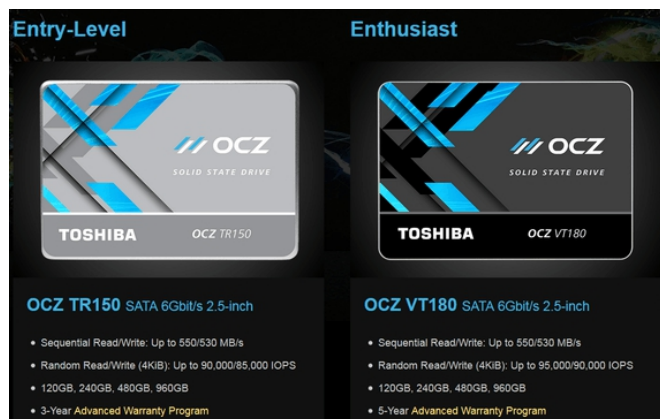 Entry-Level
OCZ
SOLID STATE DRIVE
TOSHIBA
OCZ TR150
OCZ TR150 SATA 6Gbit/s 2.5-inch
• Sequential Read/Write: Up to 550/530 MB/s
• Random Read/Write (4KiB): Up to 90,000/85,000 IOPS
• 120GB, 240GB, 480GB, 960GB
• 3-Year Advanced Warranty Program
Enthusiast
OCZ
SOLID STATE DRIVE
TOSHIBA
OCZ VT180
OCZ VT180 SATA 6Gbit/s 2.5-inch
• Sequential Read/Write: Up to 550/530 MB/s
• Random Read/Write (4KiB): Up to 95,000/90,000 IOPS
• 120GB, 240GB, 480GB, 960GB
• 5-Year Advanced Warranty Program